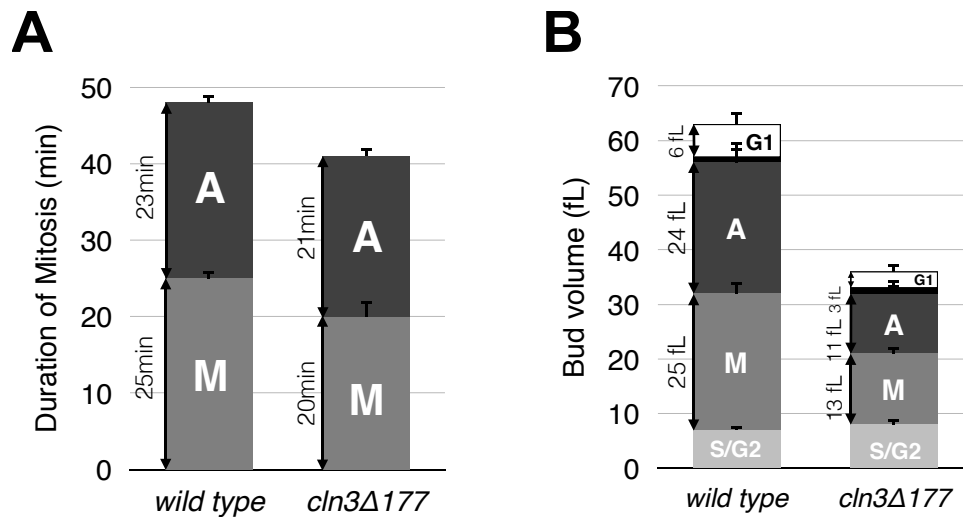 A
Duration of Mitosis (min)
50
40
30
20
10
0
23min
25min
A
M
21min
20min
A
M
wild type
cln3Δ177
B
Bud volume (fL)
70
60
50
40
30
20
10
0
6 fL
24 fL
25 fL
G1
A
M
S/G2
3 fL
11 fL
13 fL
G1
A
M
S/G2
wild type
cln3Δ177